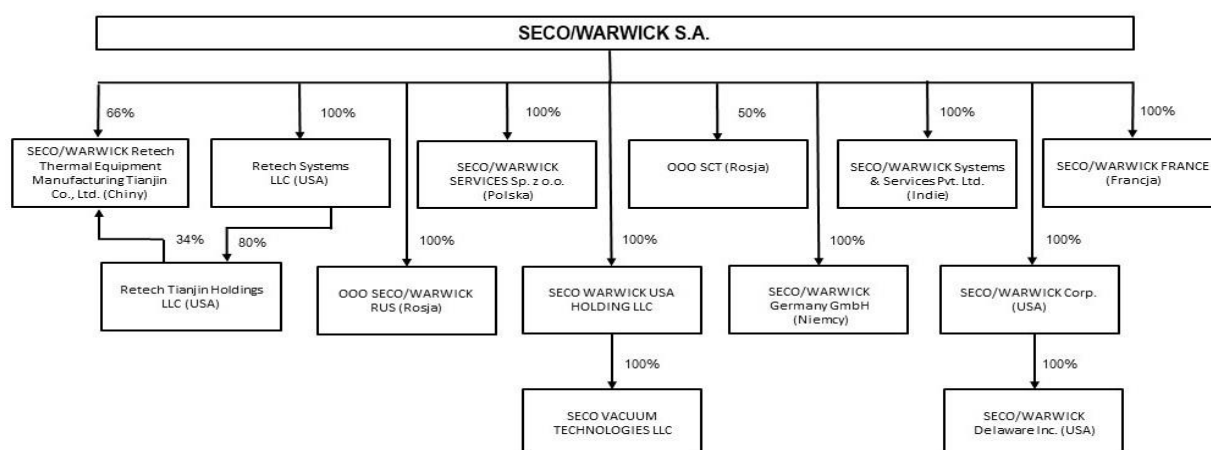 SECO/WARWICK S.A.
66%
100%
100%
50%
100%
100%
SECO/WARWICK Retech
Thermal Equipment
Manufacturing Tianjin
Co., Ltd. (Chiny)
Retech Systems
LLC (USA)
SECO/WARWICK
SERVICES Sp. z o.o.
(Polska)
OOO SCT (Rosja)
SECO/WARWICK Systems
& Services Pvt. Ltd.
(Indie)
SECO/WARWICK FRANCE
(Francja)
34%
80%
100%
100%
100%
100%
Retech Tianjin Holdings
LLC (USA)
OOO SECO/WARWICK
RUS (Rosja)
SECO WARWICK USA
HOLDING LLC
SECO/WARWICK
Germany GmbH
(Niemcy)
SECO/WARWICK Corp.
(USA)
100%
100%
SECO VACUUM
TECHNOLOGIES LLC
SECO/WARWICK
Delaware Inc. (USA)